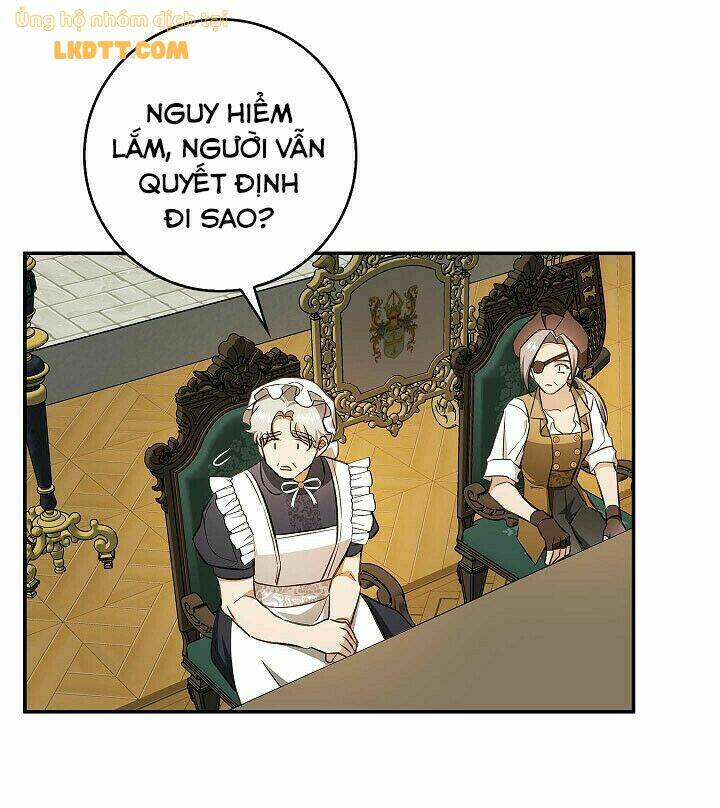 Ủng hộ nhóm dịch tại
LKDTT.COM
NGUY HIỂM
LẮM, NGƯỜI VẪN
QUYẾT ĐỊNH
ĐI SAO?